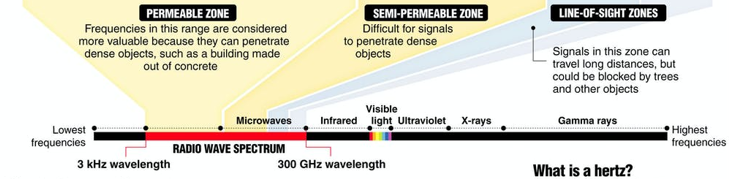 PERMEABLE ZONE
Frequencies in this range are considered
more valuable because they can penetrate
dense objects, such as a building made
out of concrete
SEMI-PERMEABLE ZONE
Difficult for signals
to penetrate dense
objects
LINE-OF-SIGHT ZONES
Signals in this zone can
travel long distances, but
could be blocked by trees
and other objects
Lowest
frequencies
Microwaves
Infrared
Visible
light
Ultraviolet
X-rays
Gamma rays
Highest
frequencies
RADIO WAVE SPECTRUM
3 kHz wavelength
300 GHz wavelength
What is a hertz?